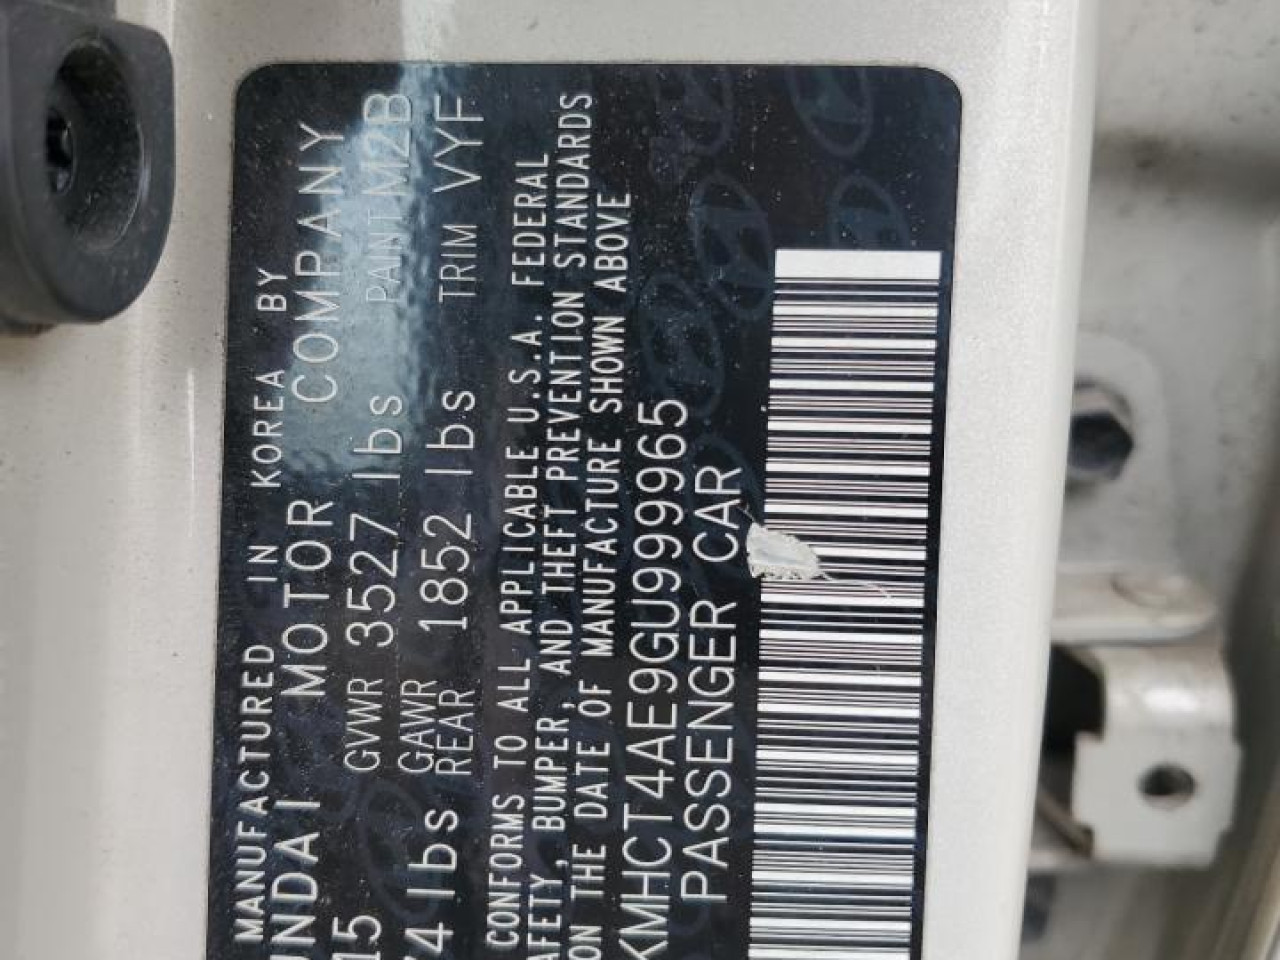 MANUFACTURED IN KOREA BY
UNDAI MOTOR COMPANY
15 GVWR 3527 lbs PAINT M2B
74 lbs GAWR REAR 1852 lbs TRIM VYF
CONFORMS TO ALL APPLICABLE U.S.A. FEDERAL
AFETY, BUMPER, AND THEFT PREVENTION STANDARDS
ON THE DATE OF MANUFACTURE SHOWN ABOVE
KMHCT4AE9GU999965
PASSENGER CAR